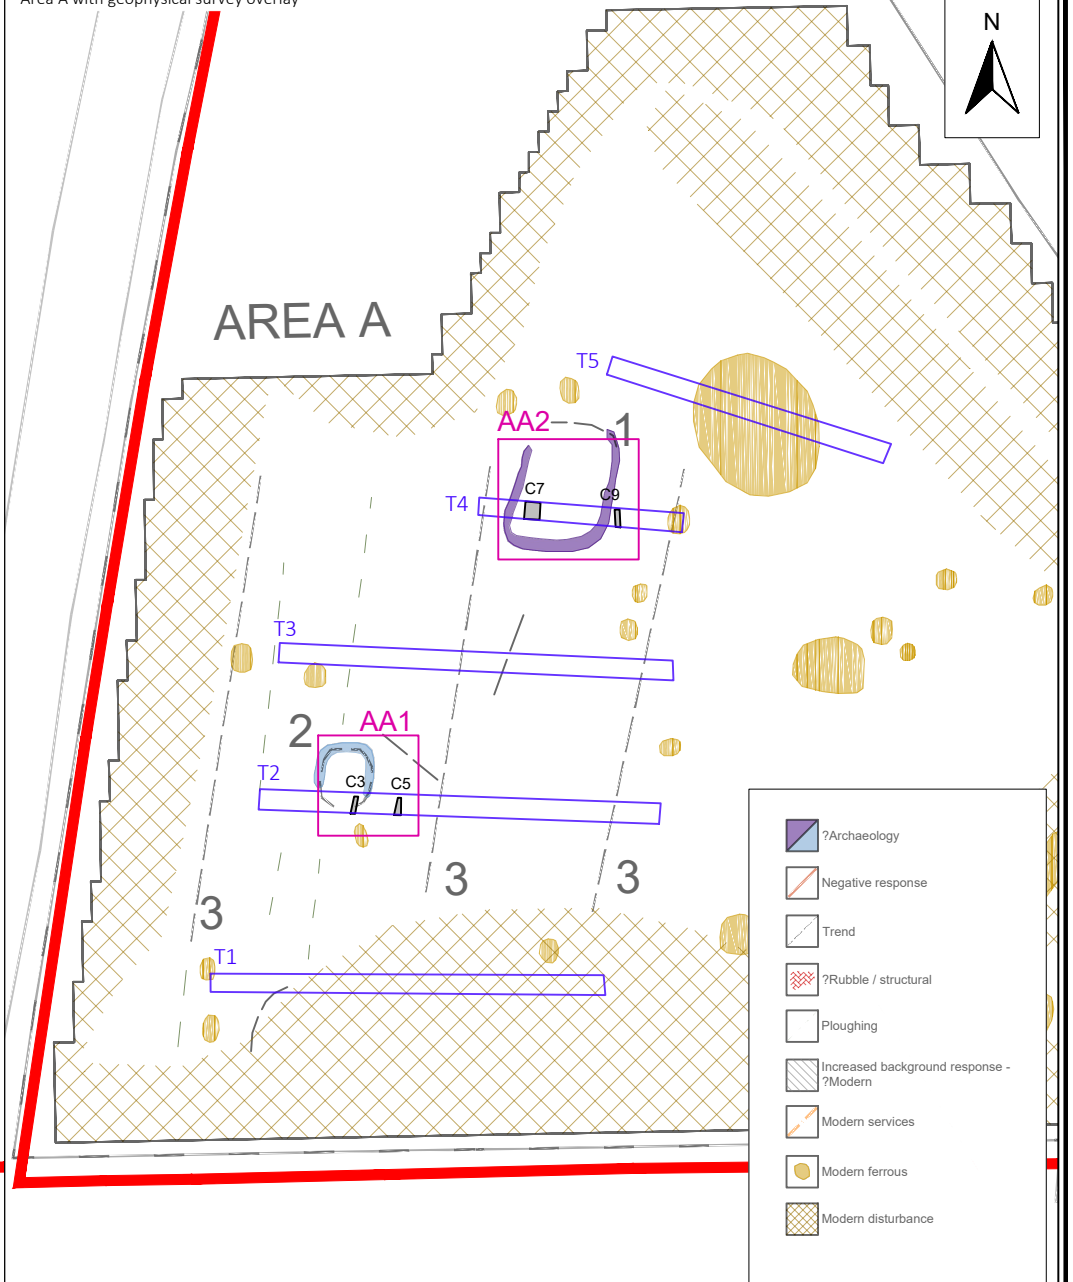 Area A with geophysical survey overlay
N
AREA A
T5
AA2
1
C7
C9
T4
T3
2
AA1
T2
C3
C5
3
3
3
T1
?Archaeology
Negative response
Trend
?Rubble / structural
Ploughing
Increased background response -
?Modern
Modern services
Modern ferrous
Modern disturbance